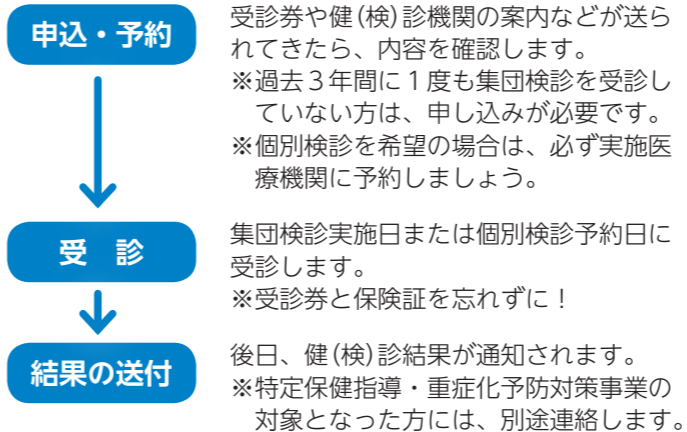 申込・予約
受診券や健(検)診機関の案内などが送ら
れてきたら、内容を確認します。
※過去３年間に１度も集団検診を受診し
ていない方は、申し込みが必要です。
※個別検診を希望の場合は、必ず実施医
療機関に予約しましょう。
受　診
集団検診実施日または個別検診予約日に
受診します。
※受診券と保険証を忘れずに！
結果の送付
後日、健(検)診結果が通知されます。
※特定保健指導・重症化予防対策事業の
対象となった方には、別途連絡します。